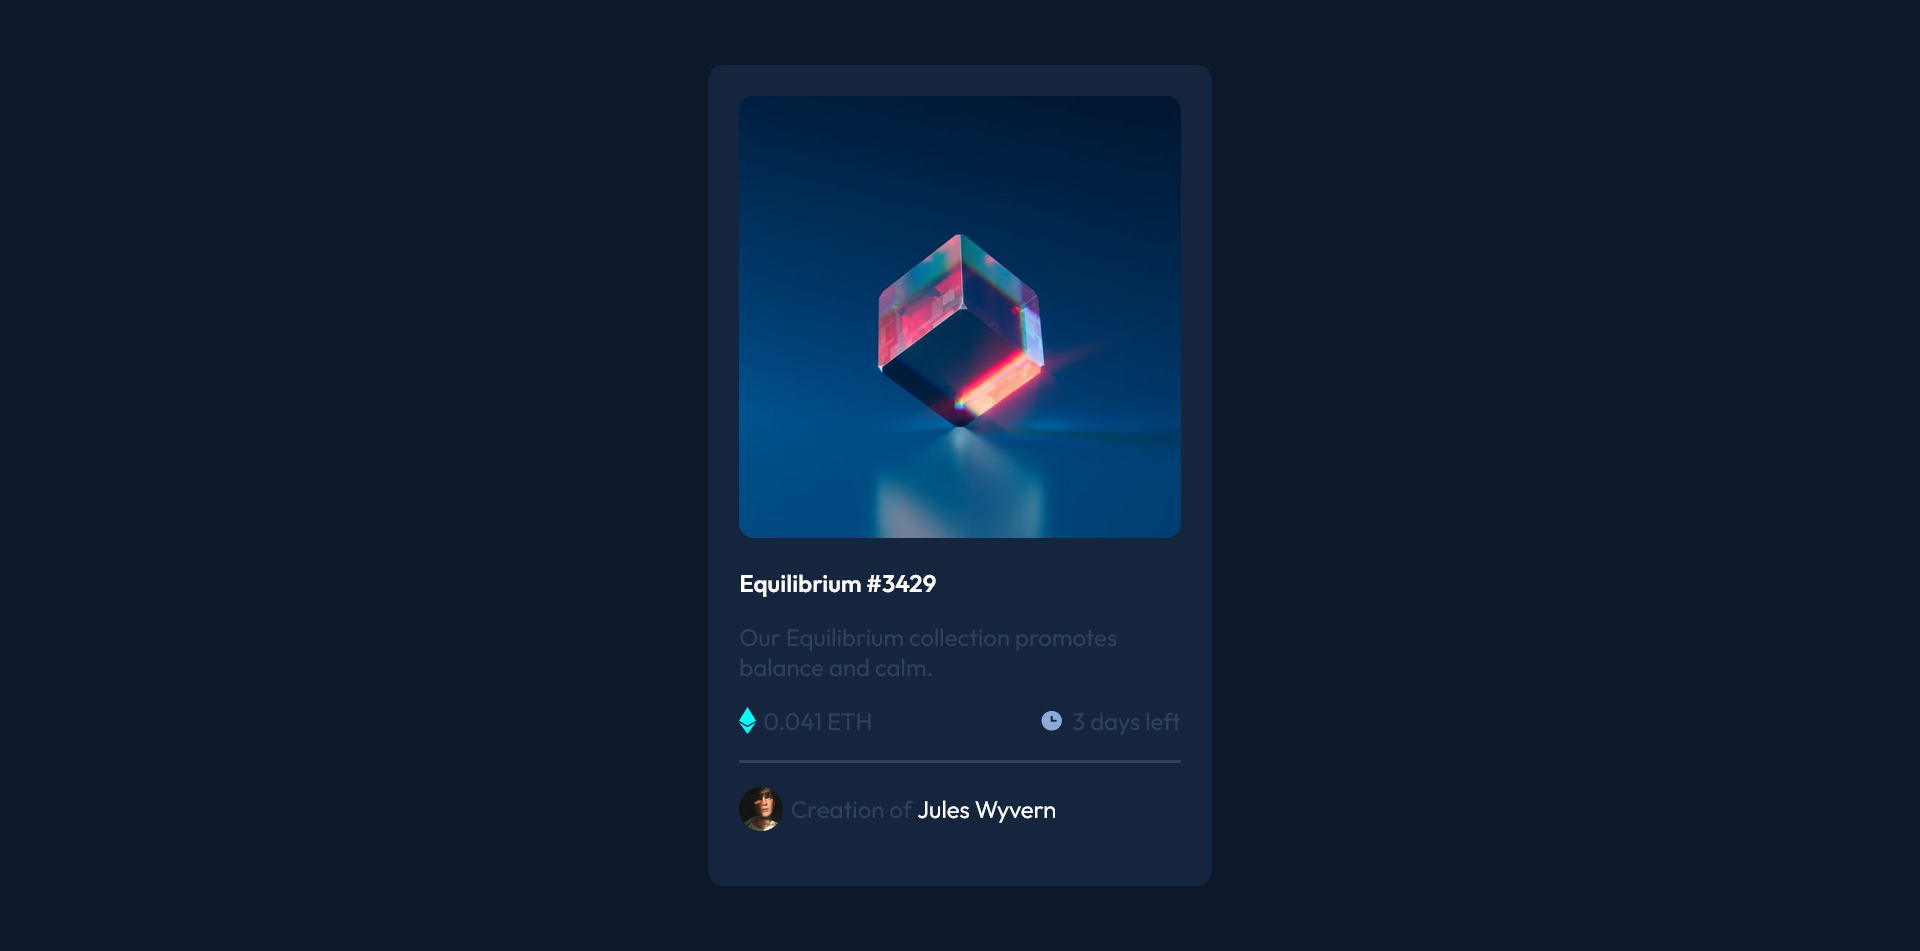 Equilibrium #3429
Our Equilibrium collection promotes
balance and calm.
0.041 ETH
3 days left
Creation of Jules Wyvern